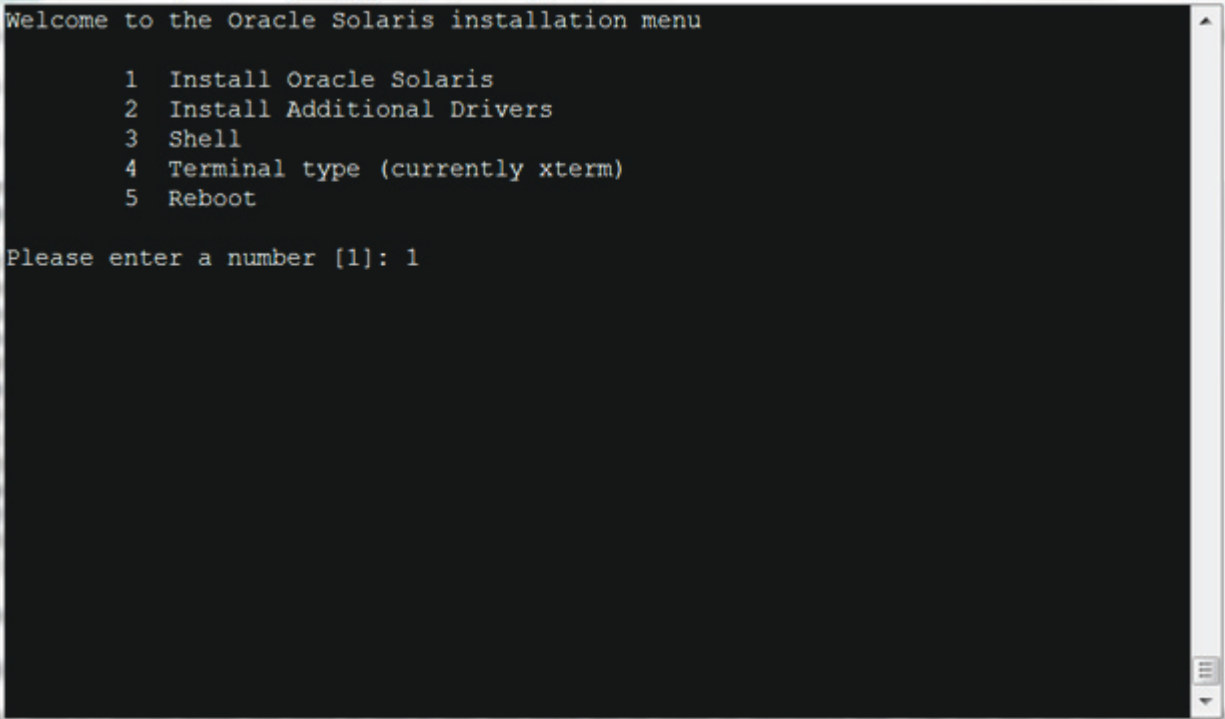 Welcome to the Oracle Solaris installation menu
1 Install Oracle Solaris
2 Install Additional Drivers
3 Shell
4 Terminal type (currently xterm)
5 Reboot
Please enter a number [1]: 1